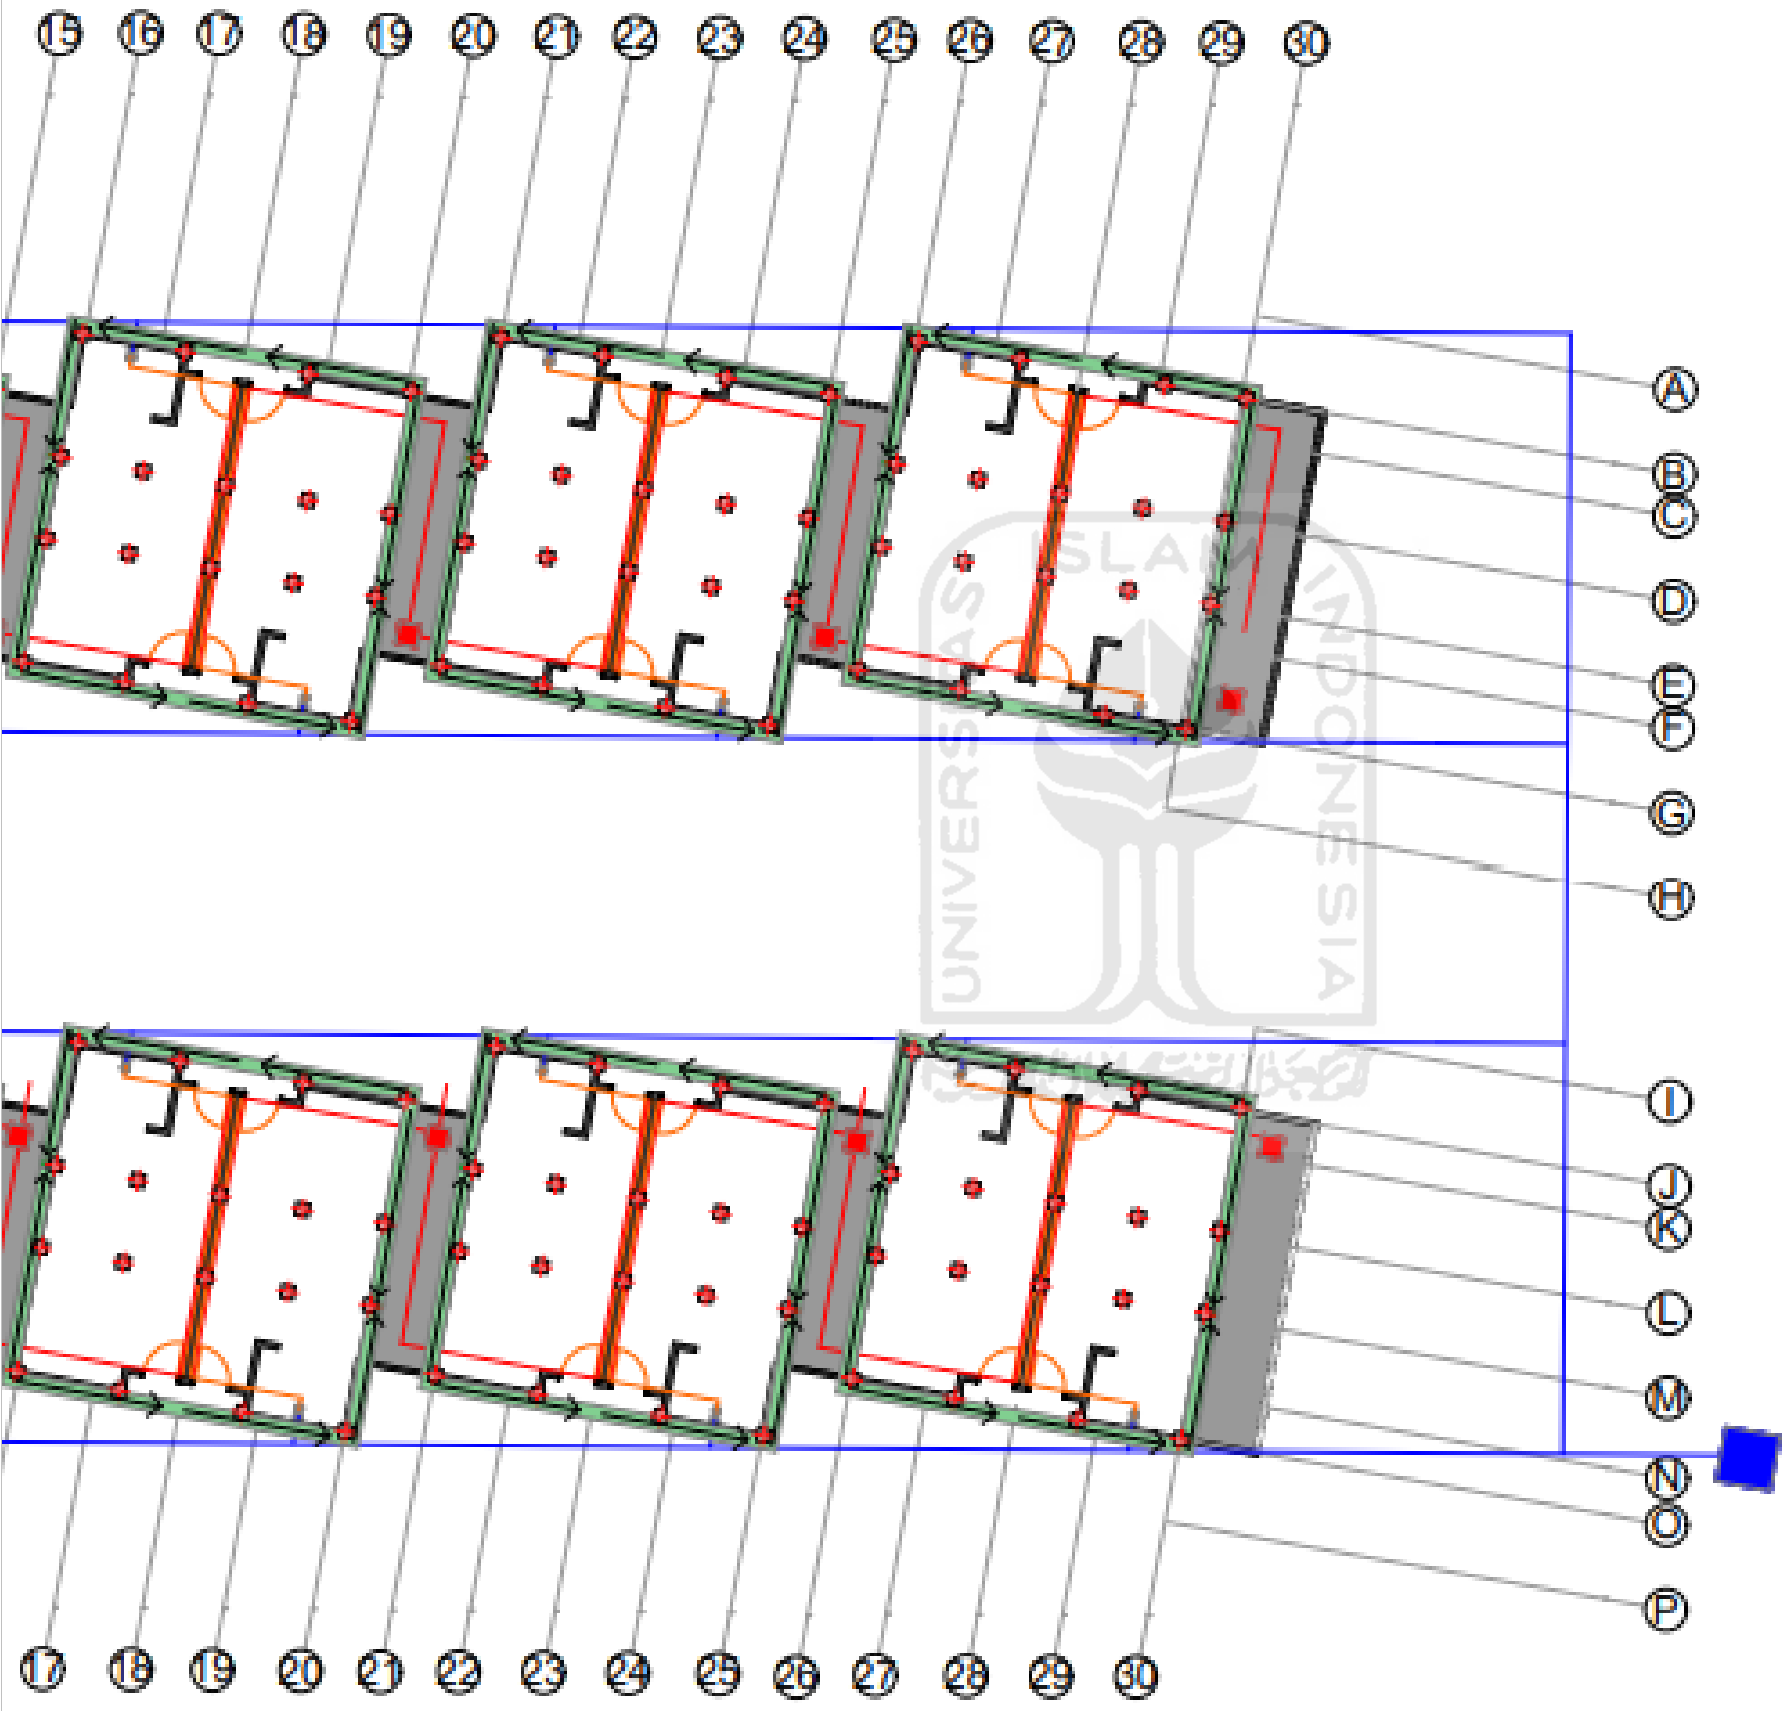 15 16 17 18 19 20 21 22 23 24 25 26 27 28 29 30
A
B
C
D
E
F
G
H
UNIVERSITAS ISLAM INDONESIA
I
J
K
L
M
N
O
P
17 18 19 20 21 22 23 24 25 26 27 28 29 30